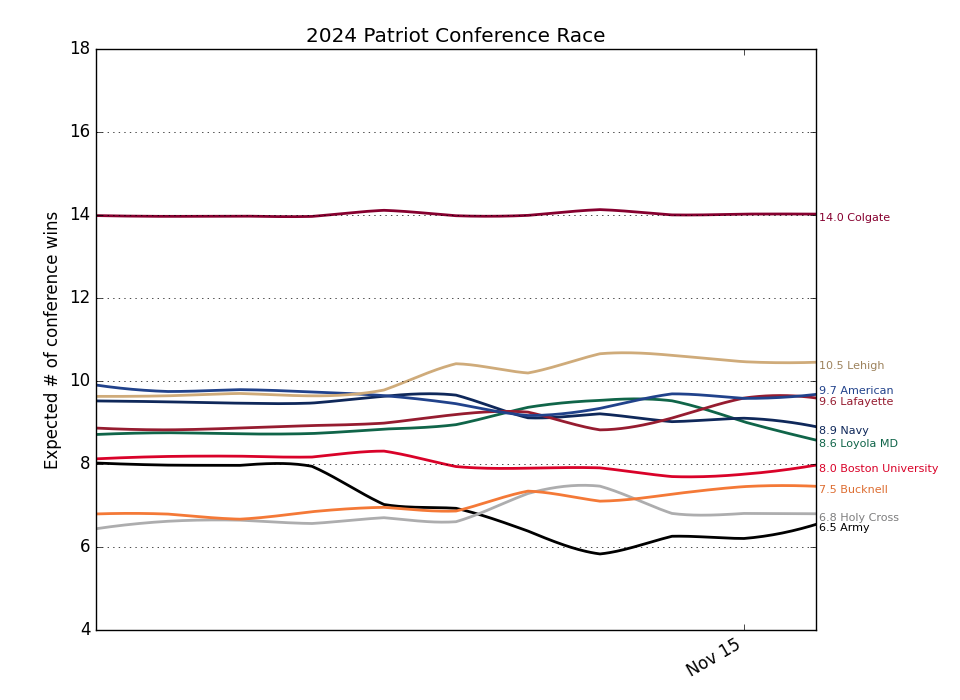 2024 Patriot Conference Race
Expected # of conference wins
18
16
14
12
10
8
6
4
14.0 Colgate
10.5 Lehigh
9.7 American
9.6 Lafayette
8.9 Navy
8.6 Loyola MD
8.0 Boston University
7.5 Bucknell
6.8 Holy Cross
6.5 Army
Nov 15